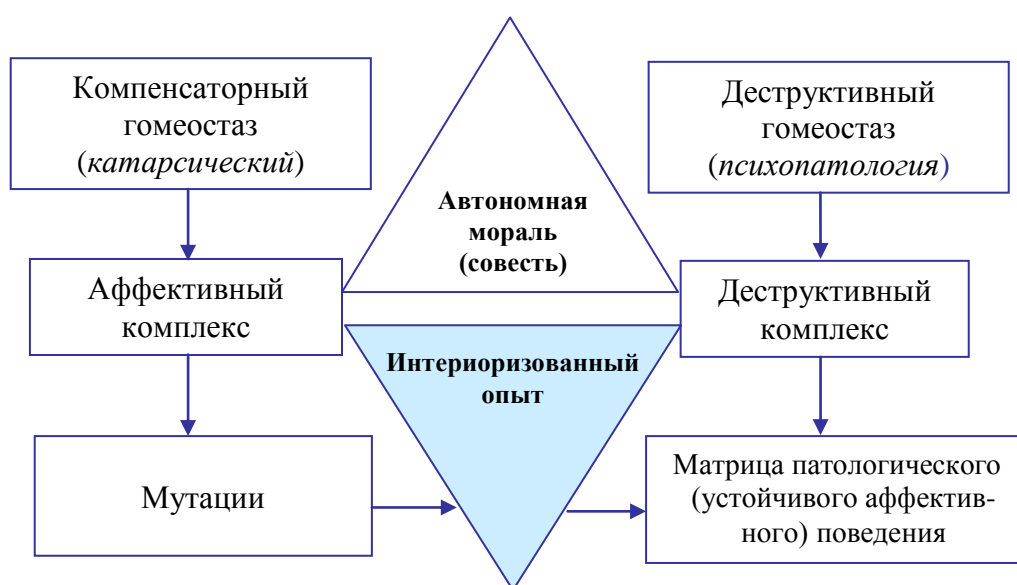 Компенсаторный
гомеостаз
(катарсический)
Деструктивный
гомеостаз
(психопатология)
Автономная
мораль
(совесть)
Аффективный
комплекс
Деструктивный
комплекс
Интериоризованный
опыт
Мутации
Матрица патологического
(устойчивого аффектив-
ного) поведения